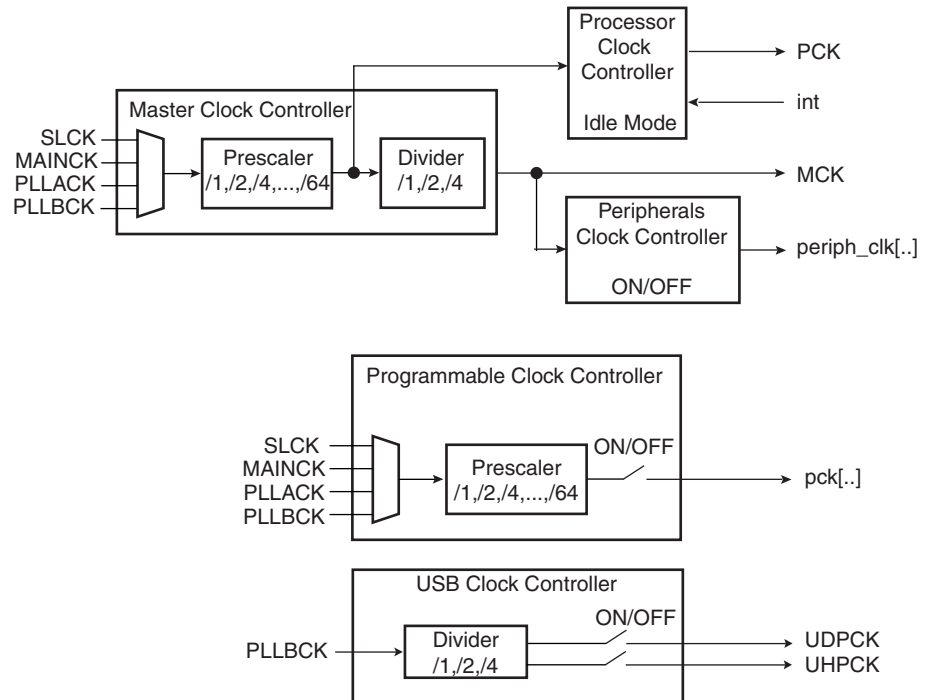 Processor
Clock
Controller
Idle Mode
PCK
int
Master Clock Controller
SLCK
MAINCK
PLLACK
PLLBCK
Prescaler
/1,/2,/4,...,/64
Divider
/1,/2,/4
MCK
Peripherals
Clock Controller
ON/OFF
periph_clk[..]
Programmable Clock Controller
SLCK
MAINCK
PLLACK
PLLBCK
Prescaler
/1,/2,/4,...,/64
ON/OFF
pck[..]
USB Clock Controller
ON/OFF
PLLBCK
Divider
/1,/2,/4
UDPCK
UHPCK